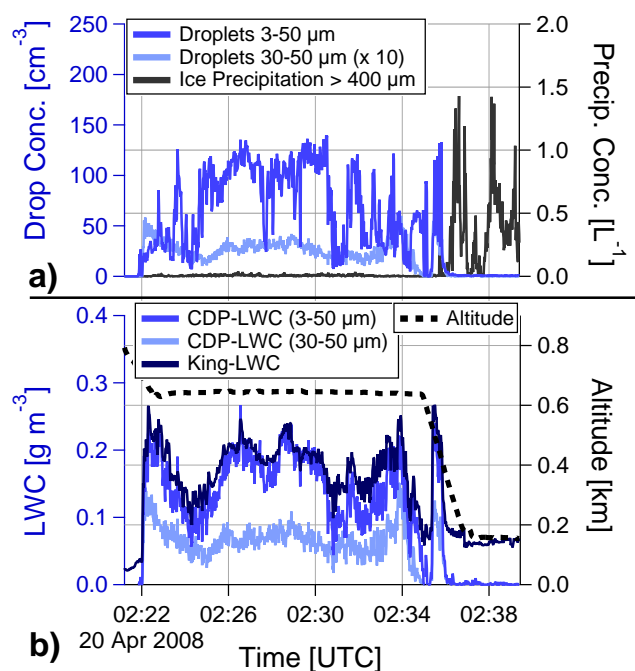 250
200
150
100
50
0
Drop Conc. [cm⁻³]
Droplets 3-50 µm
Droplets 30-50 µm (x 10)
Ice Precipitation > 400 µm
2.0
1.5
1.0
0.5
0.0
Precip. Conc. [L⁻¹]
a)
0.4
0.3
0.2
0.1
0.0
LWC [g m⁻³]
CDP-LWC (3-50 µm)
CDP-LWC (30-50 µm)
King-LWC
Altitude
0.8
0.6
0.4
0.2
0.0
Altitude [km]
02:22 02:26 02:30 02:34 02:38
b) 20 Apr 2008
Time [UTC]